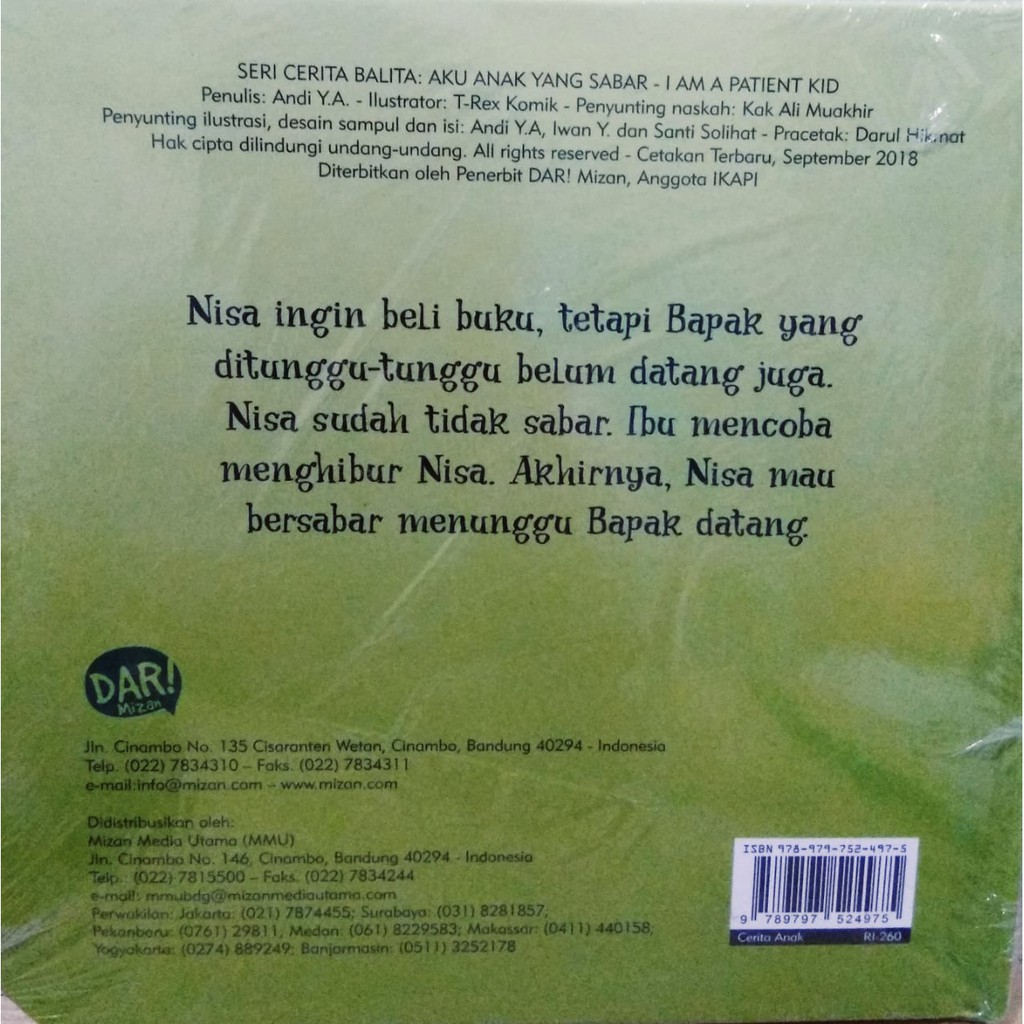 SERI CERITA BALITA: AKU ANAK YANG SABAR - I AM A PATIENT KID
Penulis: Andi Y.A. - Ilustrator: T-Rex Komik - Penyunting naskah: Kak Ali Muakhir
Penyunting ilustrasi, desain sampul dan isi: Andi Y.A, Iwan Y. dan Santi Solihat - Pracetak: Darul Hikmat
Hak cipta dilindungi undang-undang. All rights reserved - Cetakan Terbaru, September 2018
Diterbitkan oleh Penerbit DAR! Mizan, Anggota IKAPI
Nisa ingin beli buku, tetapi Bapak yang
ditunggu-tunggu belum datang juga.
Nisa sudah tidak sabar. Ibu mencoba
menghibur Nisa. Akhirnya, Nisa mau
bersabar menunggu Bapak datang.
DAR!
Mizan
Jln. Cinambo No. 135 Cisaranten Wetan, Cinambo, Bandung 40294 - Indonesia
Telp. (022) 7834310 – Faks. (022) 7834311
e-mail:info@mizan.com – www.mizan.com
Didistribusikan oleh:
Mizan Media Utama (MMU)
Jln. Cinambo No. 146, Cinambo, Bandung 40294 - Indonesia
Telp.: (022) 7815500 – Faks. (022) 7834244
e-mail: mmubdg@mizanmediautama.com
Perwakilan: Jakarta: (021) 7874455; Surabaya: (031) 8281857;
Pekanbaru: (0761) 29811, Medan: (061) 8229583; Makassar: (0411) 440158;
Yogyakarta: (0274) 889249; Banjarmasin: (0511) 3252178
ISBN 978-979-752-497-5
9 789797 524975
Cerita Anak RI-260